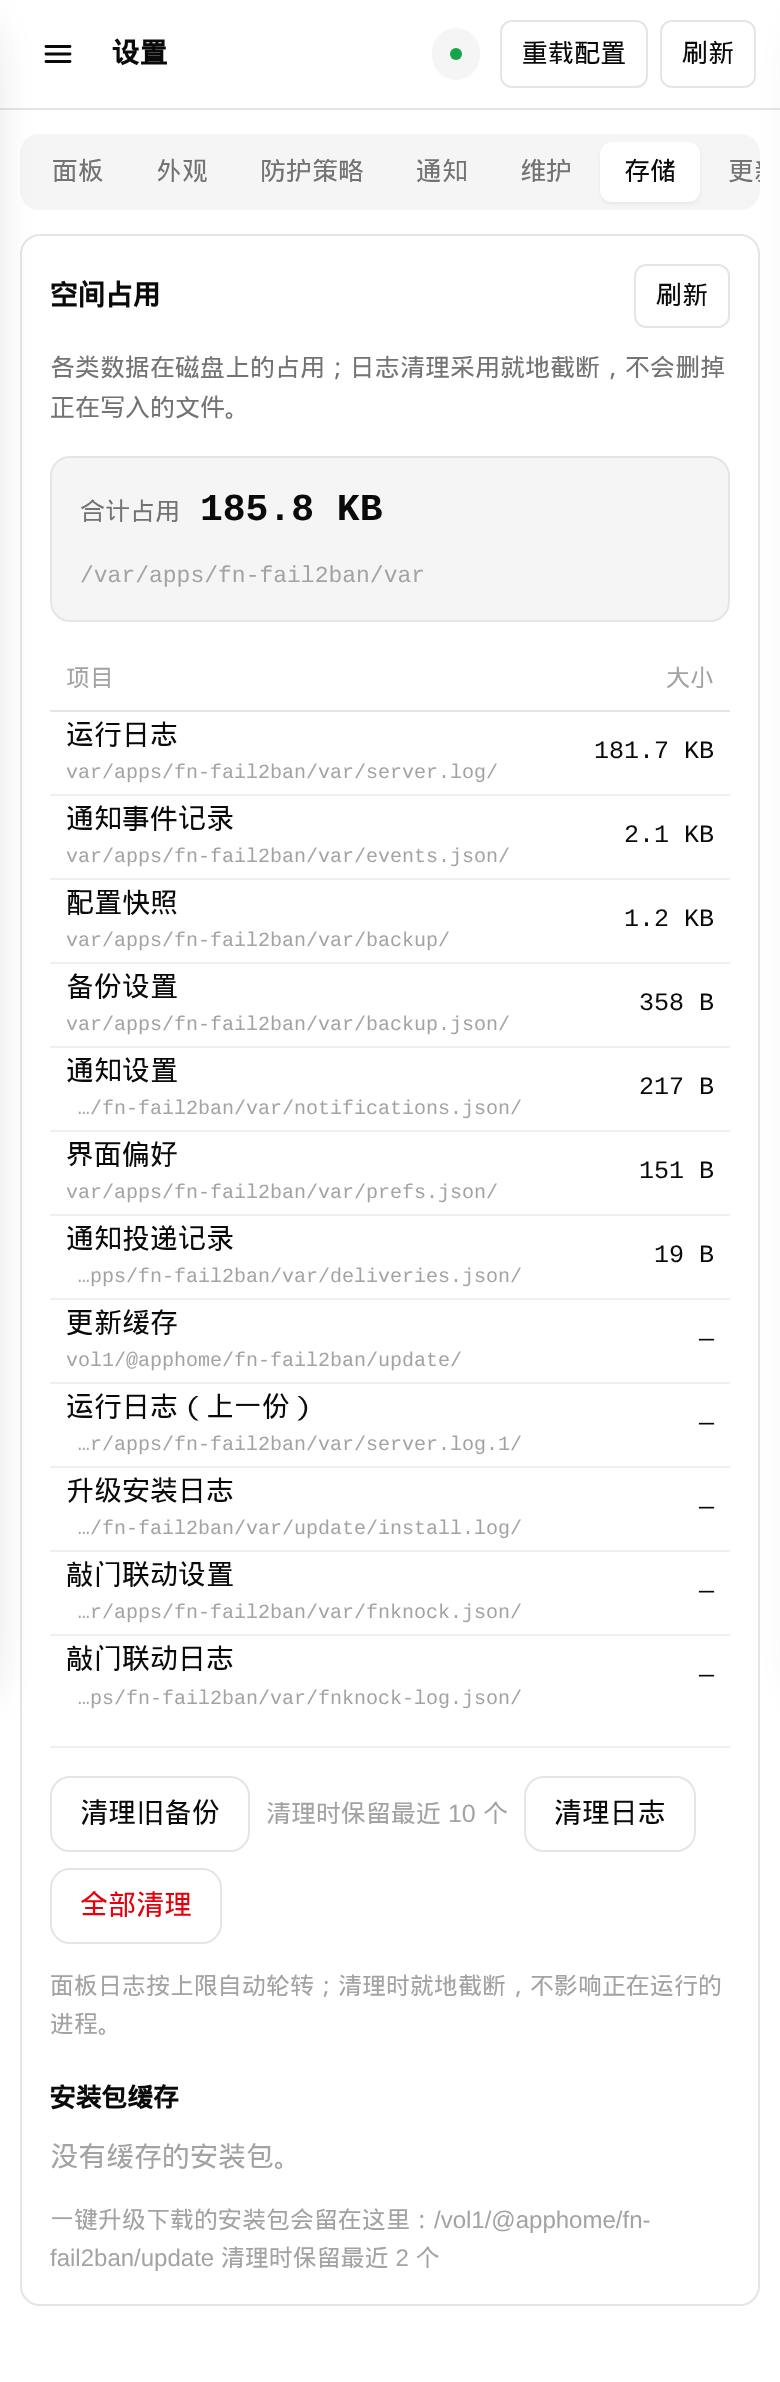 设置
重载配置
刷新
面板
外观
防护策略
通知
维护
存储
更
空间占用
刷新
各类数据在磁盘上的占用；日志清理采用就地截断，不会删掉
正在写入的文件。
合计占用 185.8 KB
/var/apps/fn-fail2ban/var
项目
大小
运行日志
var/apps/fn-fail2ban/var/server.log/
181.7 KB
通知事件记录
var/apps/fn-fail2ban/var/events.json/
2.1 KB
配置快照
var/apps/fn-fail2ban/var/backup/
1.2 KB
备份设置
var/apps/fn-fail2ban/var/backup.json/
358 B
通知设置
…/fn-fail2ban/var/notifications.json/
217 B
界面偏好
var/apps/fn-fail2ban/var/prefs.json/
151 B
通知投递记录
…pps/fn-fail2ban/var/deliveries.json/
19 B
更新缓存
vol1/@apphome/fn-fail2ban/update/
—
运行日志（上一份）
…r/apps/fn-fail2ban/var/server.log.1/
—
升级安装日志
…/fn-fail2ban/var/update/install.log/
—
敲门联动设置
…r/apps/fn-fail2ban/var/fnknock.json/
—
敲门联动日志
…ps/fn-fail2ban/var/fnknock-log.json/
—
清理旧备份
清理时保留最近 10 个
清理日志
全部清理
面板日志按上限自动轮转；清理时就地截断，不影响正在运行的
进程。
安装包缓存
没有缓存的安装包。
一键升级下载的安装包会留在这里：/vol1/@apphome/fn-
fail2ban/update 清理时保留最近 2 个